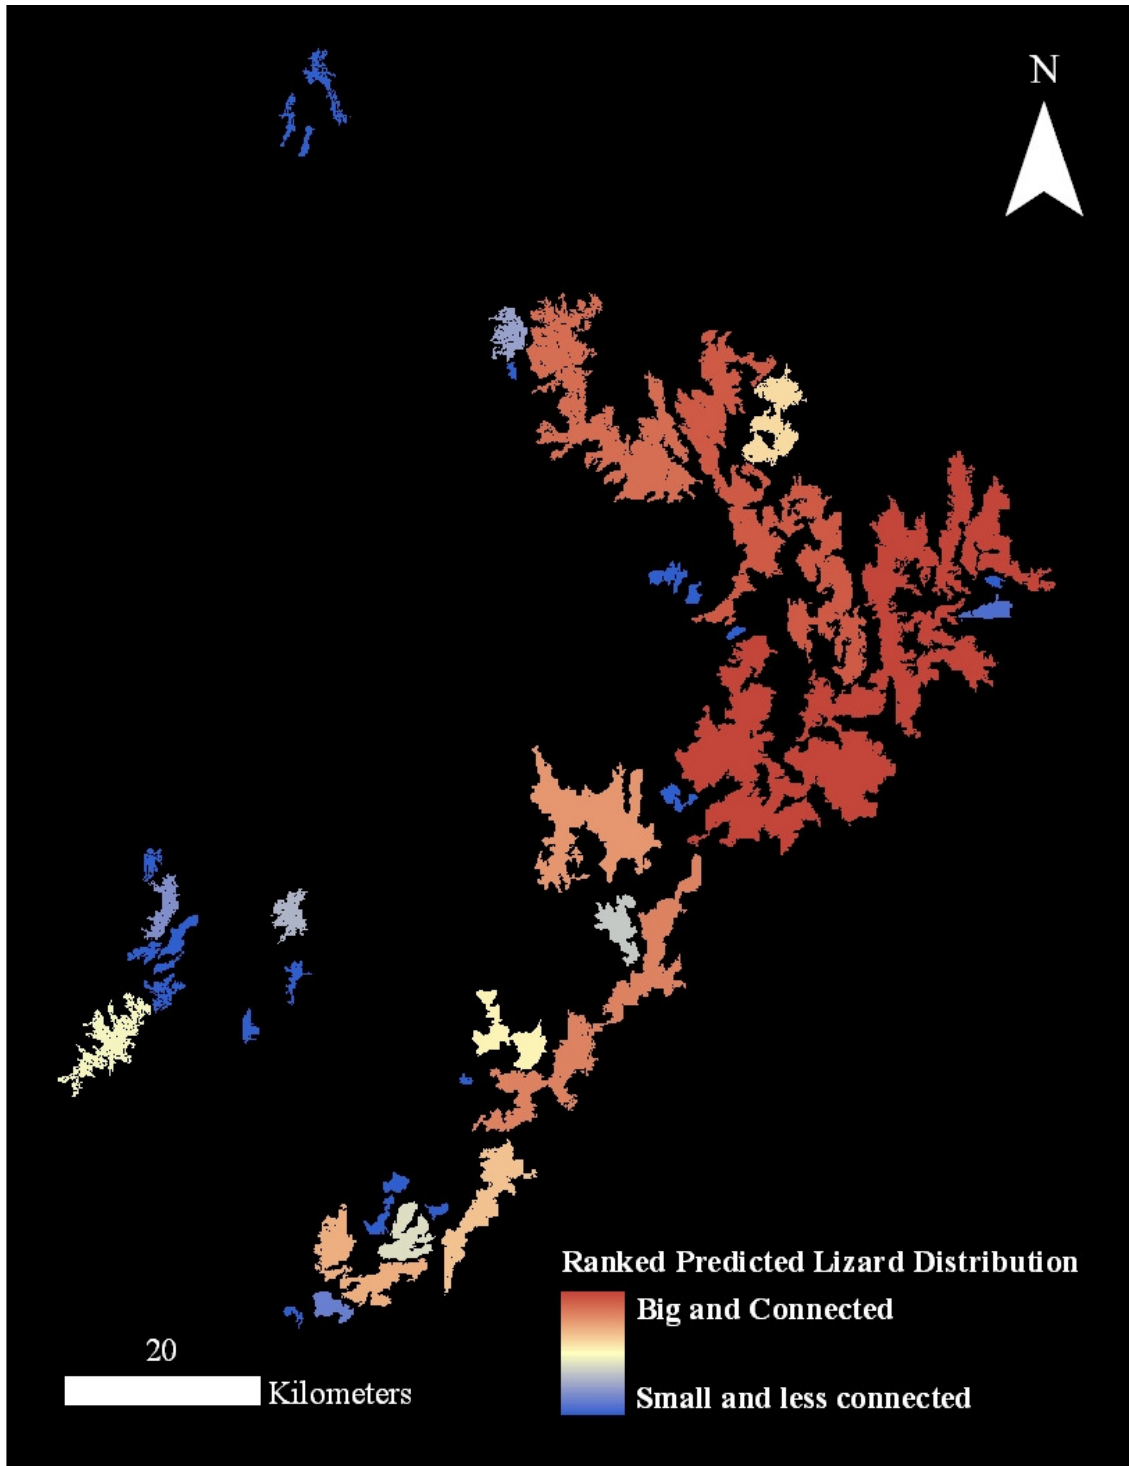 N
Ranked Predicted Lizard Distribution
Big and Connected
Small and less connected
20
Kilometers